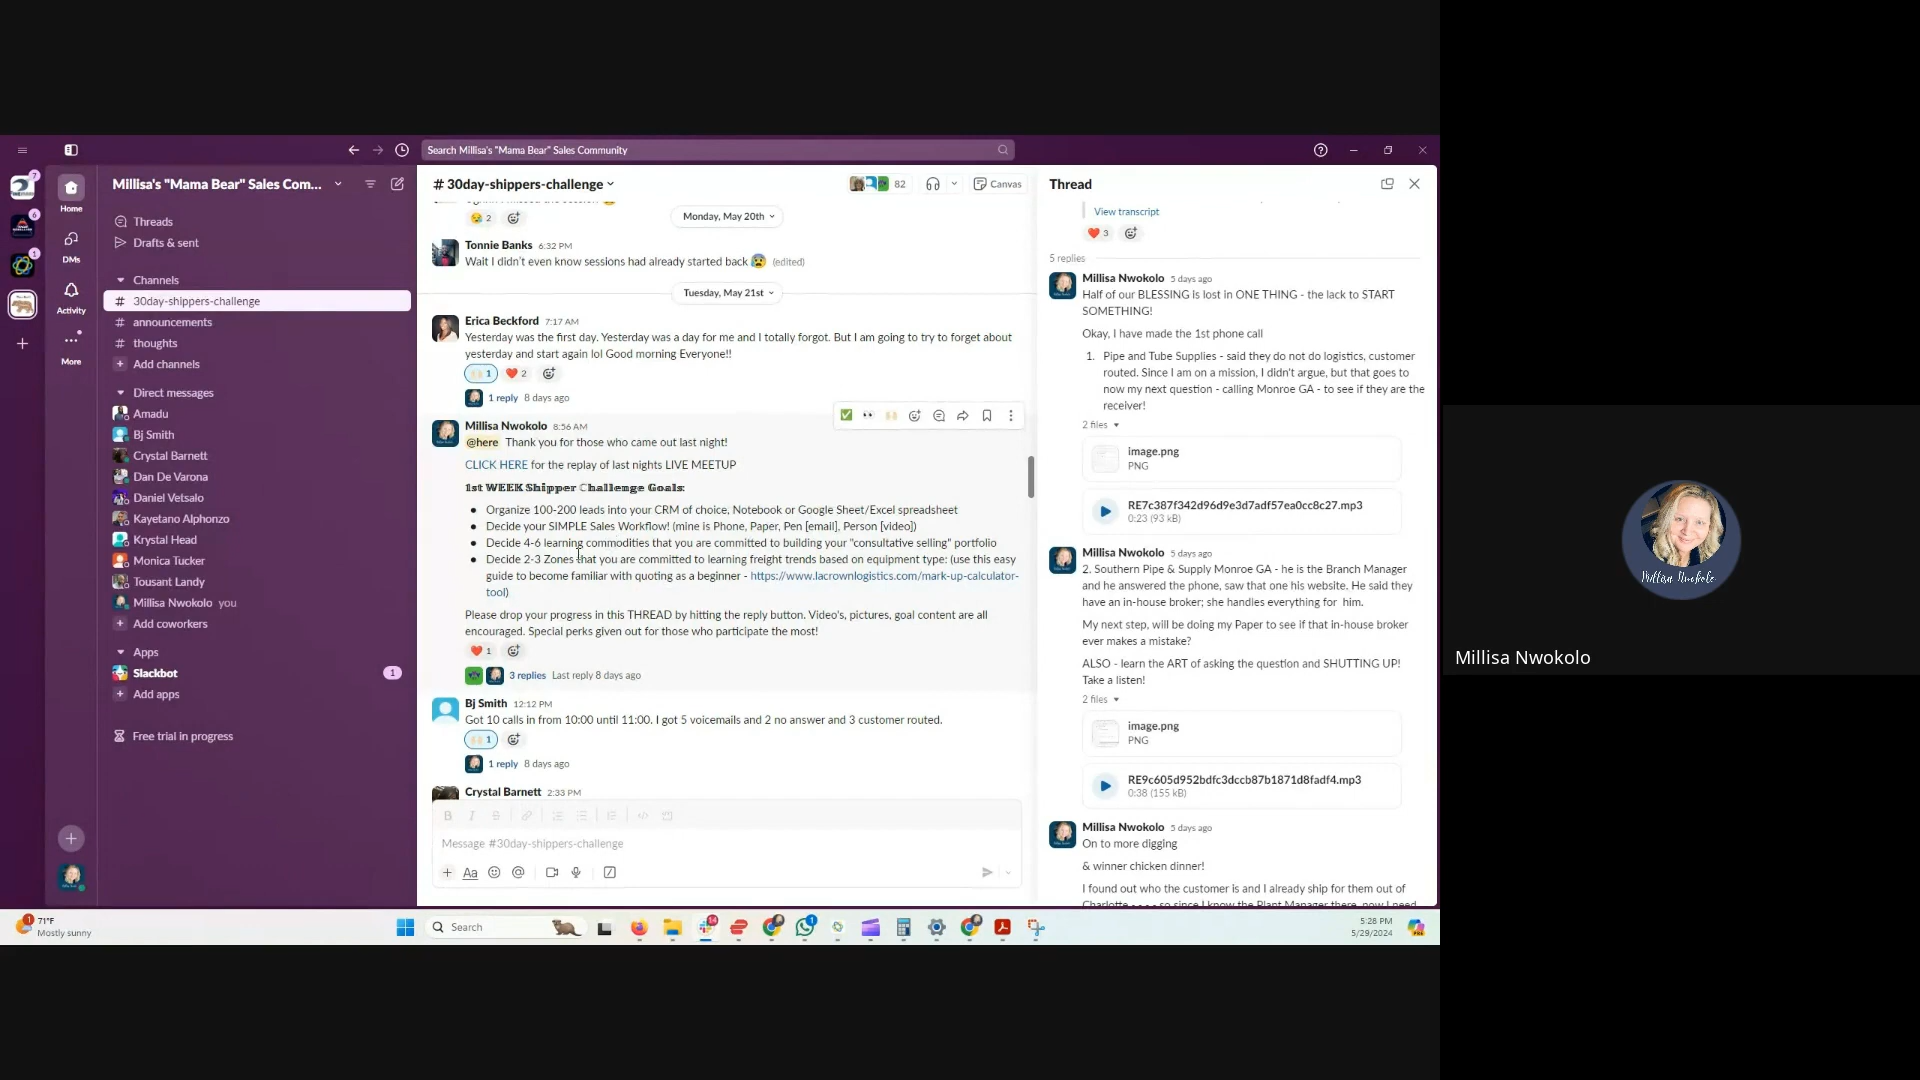 Search Millisa's "Mama Bear" Sales Community
7
6
1
Home
DMs
Activity
More
Millisa's "Mama Bear" Sales Com...
Threads
Drafts & sent
Channels
# 30day-shippers-challenge
# announcements
# thoughts
Add channels
Direct messages
Amadu
Bj Smith
Crystal Barnett
Dan De Varona
Daniel Vetsalo
Kayetano Alphonzo
Krystal Head
Monica Tucker
Tousant Landy
Millisa Nwokolo you
Add coworkers
Apps
Slackbot 1
Add apps
Free trial in progress
# 30day-shippers-challenge
82
Canvas
2
Monday, May 20th
Tonnie Banks 6:32 PM
Wait I didn't even know sessions had already started back 😰 (edited)
Tuesday, May 21st
Erica Beckford 7:17 AM
Yesterday was the first day. Yesterday was a day for me and I totally forgot. But I am going to try to forget about
yesterday and start again lol Good morning Everyone!!
1 2
1 reply 8 days ago
Millisa Nwokolo 8:56 AM
@here Thank you for those who came out last night!
CLICK HERE for the replay of last nights LIVE MEETUP
1st WEEK Shipper Challenge Goals:
• Organize 100-200 leads into your CRM of choice, Notebook or Google Sheet/Excel spreadsheet
• Decide your SIMPLE Sales Workflow! (mine is Phone, Paper, Pen [email], Person [video])
• Decide 4-6 learning commodities that you are committed to building your "consultative selling" portfolio
• Decide 2-3 Zones that you are committed to learning freight trends based on equipment type: (use this easy
guide to become familiar with quoting as a beginner - https://www.lacrownlogistics.com/mark-up-calculator-
tool)
Please drop your progress in this THREAD by hitting the reply button. Video's, pictures, goal content are all
encouraged. Special perks given out for those who participate the most!
1
3 replies Last reply 8 days ago
Bj Smith 12:12 PM
Got 10 calls in from 10:00 until 11:00. I got 5 voicemails and 2 no answer and 3 customer routed.
1
1 reply 8 days ago
Crystal Barnett 2:33 PM
Message #30day-shippers-challenge
Aa
Thread
View transcript
3
5 replies
Millisa Nwokolo 5 days ago
Half of our BLESSING is lost in ONE THING - the lack to START
SOMETHING!
Okay, I have made the 1st phone call
1. Pipe and Tube Supplies - said they do not do logistics, customer
routed. Since I am on a mission, I didn't argue, but that goes to
now my next question - calling Monroe GA - to see if they are the
receiver!
2 files
image.png
PNG
RE7c387f342d96d9e3d7adf57ea0cc8c27.mp3
0:23 (93 kB)
Millisa Nwokolo 5 days ago
2. Southern Pipe & Supply Monroe GA - he is the Branch Manager
and he answered the phone, saw that one his website. He said they
have an in-house broker; she handles everything for him.
My next step, will be doing my Paper to see if that in-house broker
ever makes a mistake?
ALSO - learn the ART of asking the question and SHUTTING UP!
Take a listen!
2 files
image.png
PNG
RE9c605d952bdfc3dccb87b1871d8fadf4.mp3
0:38 (155 kB)
Millisa Nwokolo 5 days ago
On to more digging
& winner chicken dinner!
I found out who the customer is and I already ship for them out of
Charlotte - - - - so since I know the Plant Manager there, now I need
Millisa Nwokolo
Millisa Nwokolo
1
71°F
Mostly sunny
Search
5:28 PM
5/29/2024